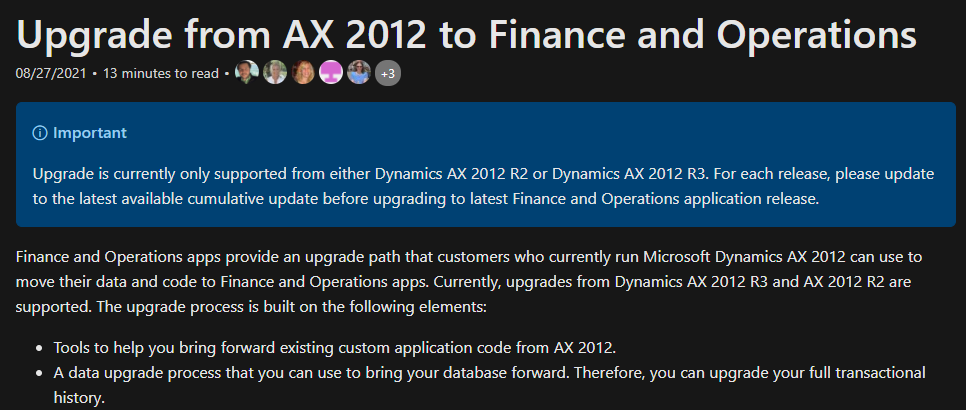 Upgrade from AX 2012 to Finance and Operations
08/27/2021 • 13 minutes to read • +3
Important
Upgrade is currently only supported from either Dynamics AX 2012 R2 or Dynamics AX 2012 R3. For each release, please update
to the latest available cumulative update before upgrading to latest Finance and Operations application release.
Finance and Operations apps provide an upgrade path that customers who currently run Microsoft Dynamics AX 2012 can use to
move their data and code to Finance and Operations apps. Currently, upgrades from Dynamics AX 2012 R3 and AX 2012 R2 are
supported. The upgrade process is built on the following elements:
• Tools to help you bring forward existing custom application code from AX 2012.
• A data upgrade process that you can use to bring your database forward. Therefore, you can upgrade your full transactional
history.